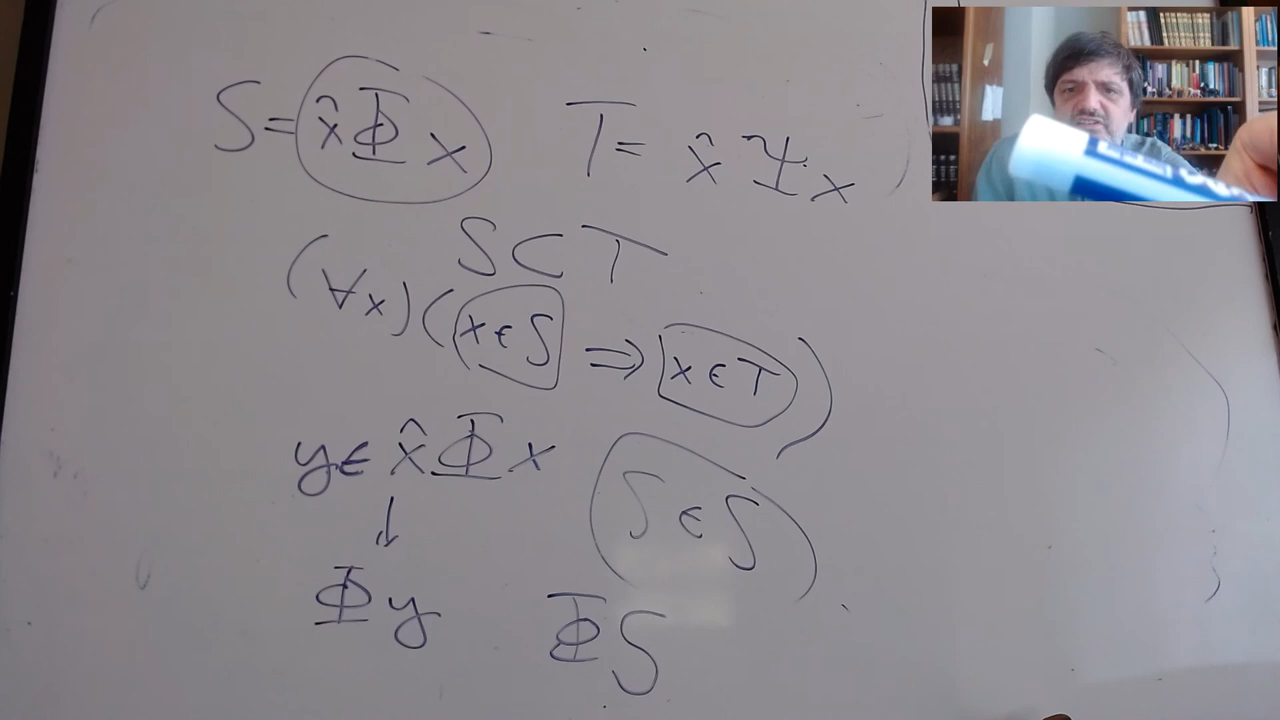 S = x̂Φx T = x̂Ψx
S ⊂ T
(∀x)(x ∈ S ⇒ x ∈ T)
y ∈ x̂Φx
S ∈ S
↓
Φy ΦS